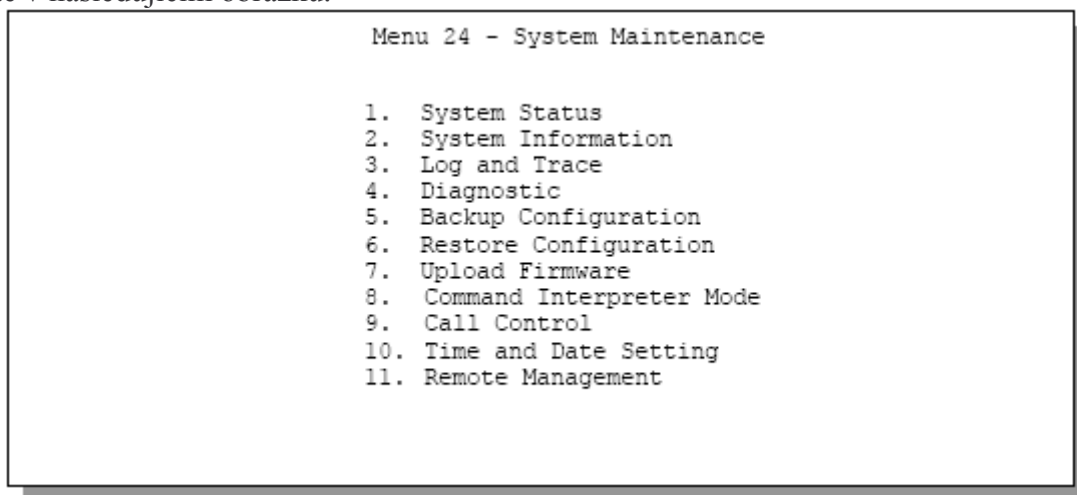 následujícím obrázku.
Menu 24 - System Maintenance
1. System Status
2. System Information
3. Log and Trace
4. Diagnostic
5. Backup Configuration
6. Restore Configuration
7. Upload Firmware
8. Command Interpreter Mode
9. Call Control
10. Time and Date Setting
11. Remote Management